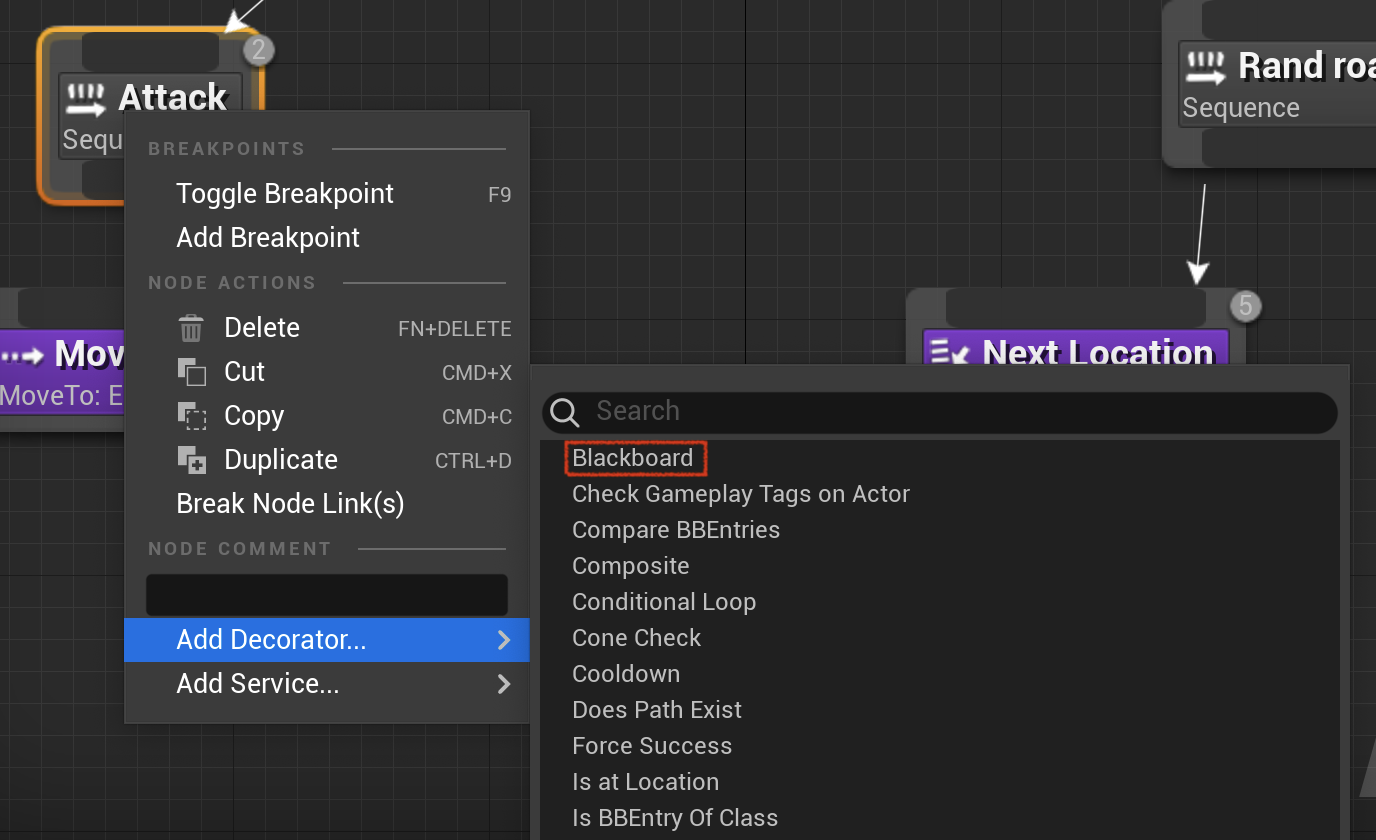 2
Attack
Sequ
Rand roa
Sequence
BREAKPOINTS
Toggle Breakpoint F9
Add Breakpoint
NODE ACTIONS
Delete FN+DELETE
Cut CMD+X
Copy CMD+C
Duplicate CTRL+D
Break Node Link(s)
NODE COMMENT
Add Decorator...
Add Service...
Mov
MoveTo: E
5
Next Location
Search
Blackboard
Check Gameplay Tags on Actor
Compare BBEntries
Composite
Conditional Loop
Cone Check
Cooldown
Does Path Exist
Force Success
Is at Location
Is BBEntry Of Class